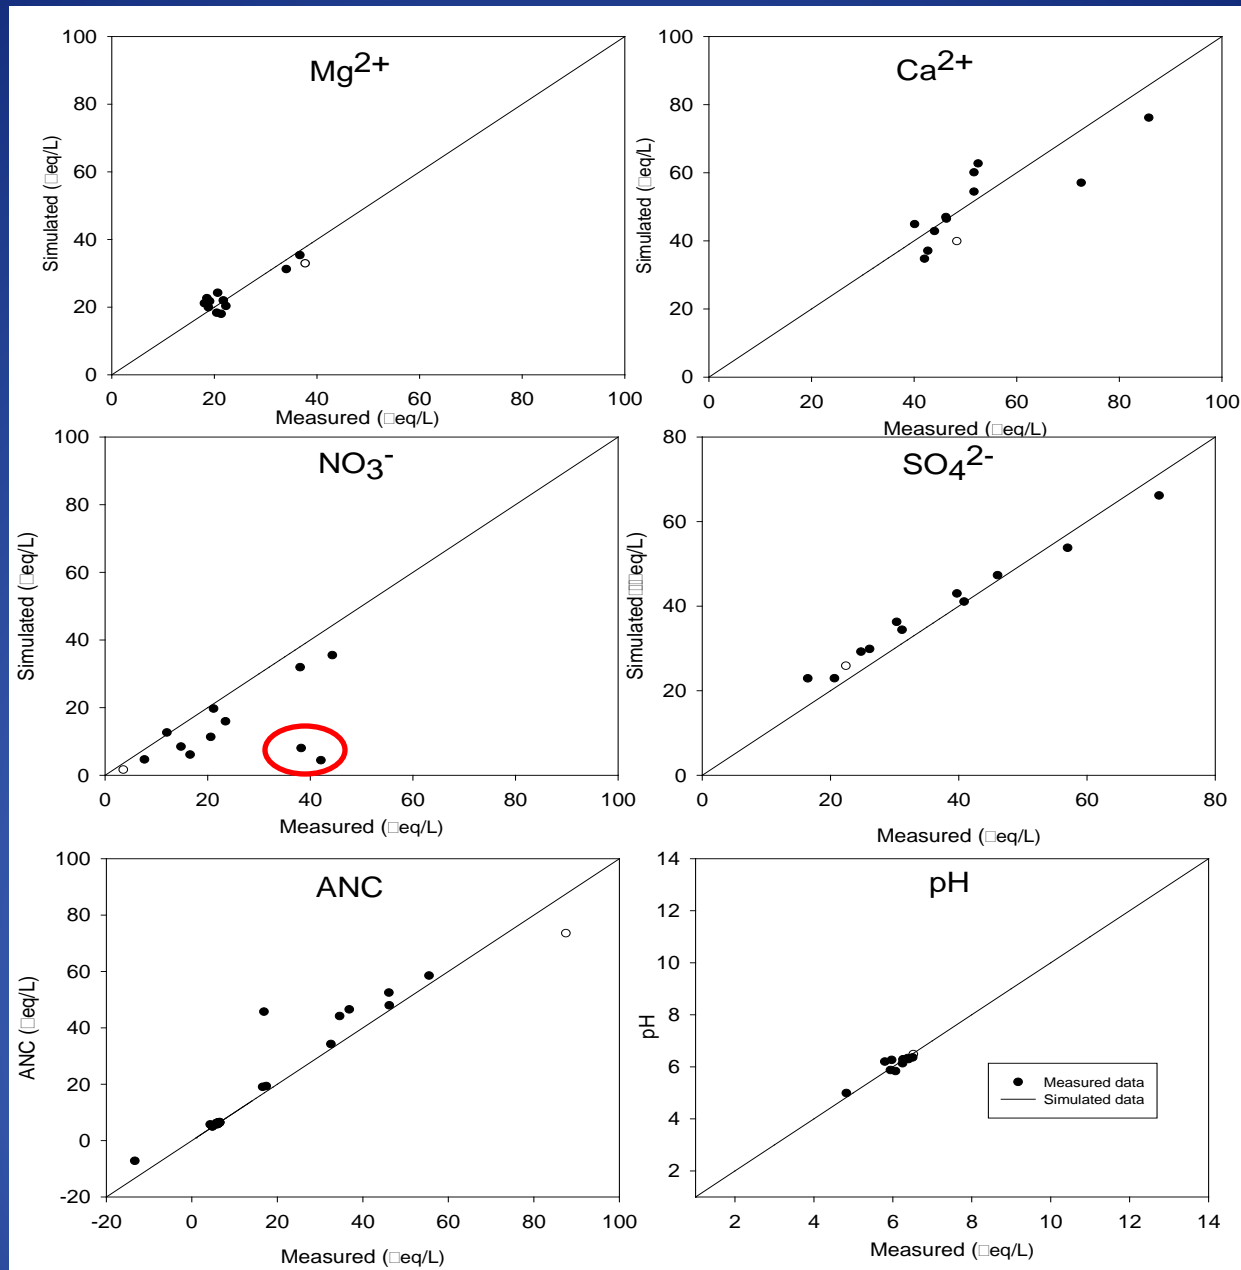 Mg2+
Simulated (□eq/L)
100
80
60
40
20
0
0 20 40 60 80 100
Measured (□eq/L)
Ca2+
Simulated (□eq/L)
100
80
60
40
20
0
0 20 40 60 80 100
Measured (□eq/L)
NO3-
Simulated (□eq/L)
100
80
60
40
20
0
0 20 40 60 80 100
Measured (□eq/L)
SO42-
Simulated□□□eq/L)
80
60
40
20
0
0 20 40 60 80
Measured (□eq/L)
ANC
ANC (□eq/L)
100
80
60
40
20
0
-20
-20 0 20 40 60 80 100
Measured (□eq/L)
pH
pH
14
12
10
8
6
4
2
2 4 6 8 10 12 14
Measured (□eq/L)
Measured data
Simulated data